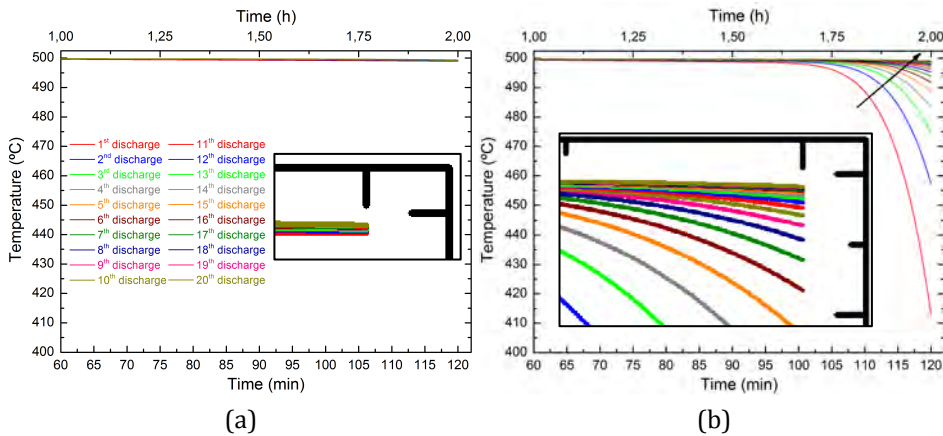 Time (h)
1,00 1,25 1,50 1,75 2,00
500
490
480
470
460
450
440
430
420
410
400
Temperature (ºC)
1st discharge 11th discharge
2nd discharge 12th discharge
3rd discharge 13th discharge
4th discharge 14th discharge
5th discharge 15th discharge
6th discharge 16th discharge
7th discharge 17th discharge
8th discharge 18th discharge
9th discharge 19th discharge
10th discharge 20th discharge
60 65 70 75 80 85 90 95 100 105 110 115 120
Time (min)
(a)
Time (h)
1,00 1,25 1,50 1,75 2,00
500
490
480
470
460
450
440
430
420
410
400
Temperature (ºC)
60 65 70 75 80 85 90 95 100 105 110 115 120
Time (min)
(b)